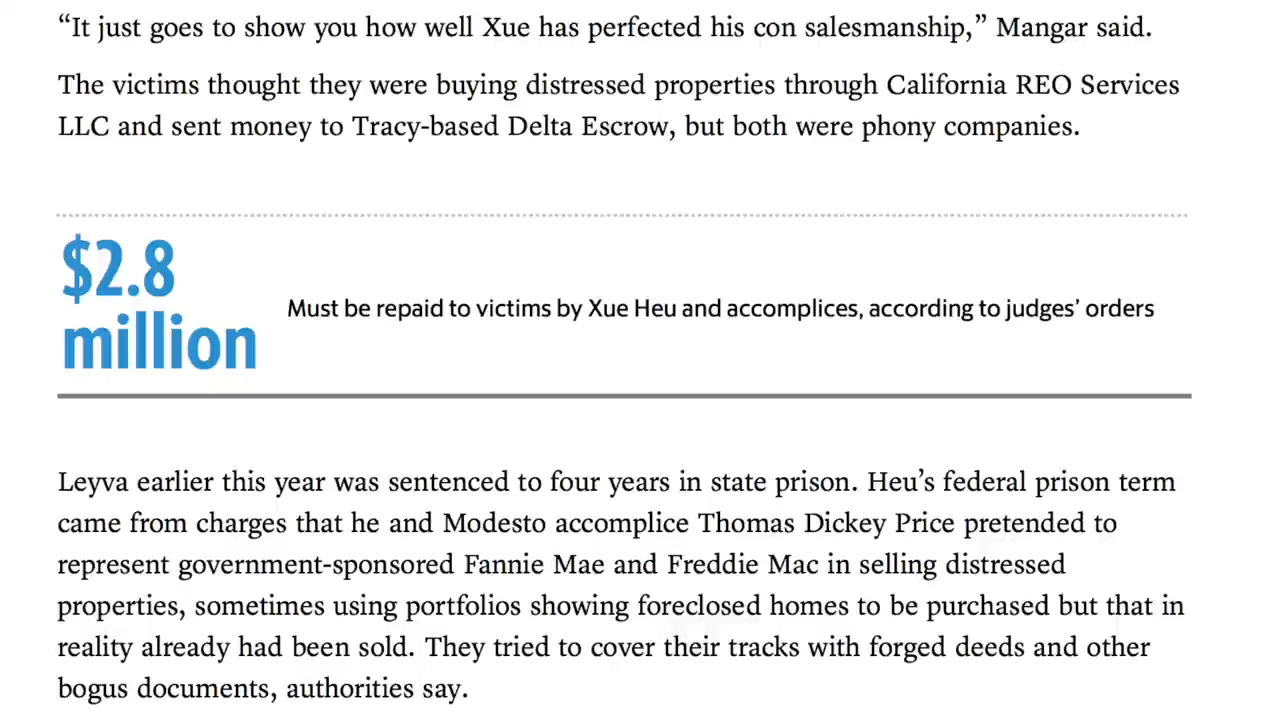 “It just goes to show you how well Xue has perfected his con salesmanship,” Mangar said.
The victims thought they were buying distressed properties through California REO Services
LLC and sent money to Tracy-based Delta Escrow, but both were phony companies.
$2.8
million
Must be repaid to victims by Xue Heu and accomplices, according to judges’ orders
Leyva earlier this year was sentenced to four years in state prison. Heu’s federal prison term
came from charges that he and Modesto accomplice Thomas Dickey Price pretended to
represent government-sponsored Fannie Mae and Freddie Mac in selling distressed
properties, sometimes using portfolios showing foreclosed homes to be purchased but that in
reality already had been sold. They tried to cover their tracks with forged deeds and other
bogus documents, authorities say.